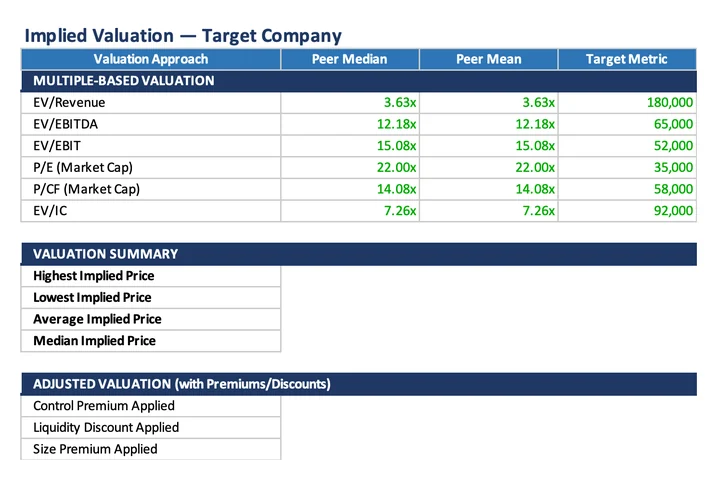 Implied Valuation — Target Company
Valuation Approach Peer Median Peer Mean Target Metric
MULTIPLE-BASED VALUATION
EV/Revenue 3.63x 3.63x 180,000
EV/EBITDA 12.18x 12.18x 65,000
EV/EBIT 15.08x 15.08x 52,000
P/E (Market Cap) 22.00x 22.00x 35,000
P/CF (Market Cap) 14.08x 14.08x 58,000
EV/IC 7.26x 7.26x 92,000
VALUATION SUMMARY
Highest Implied Price
Lowest Implied Price
Average Implied Price
Median Implied Price
ADJUSTED VALUATION (with Premiums/Discounts)
Control Premium Applied
Liquidity Discount Applied
Size Premium Applied